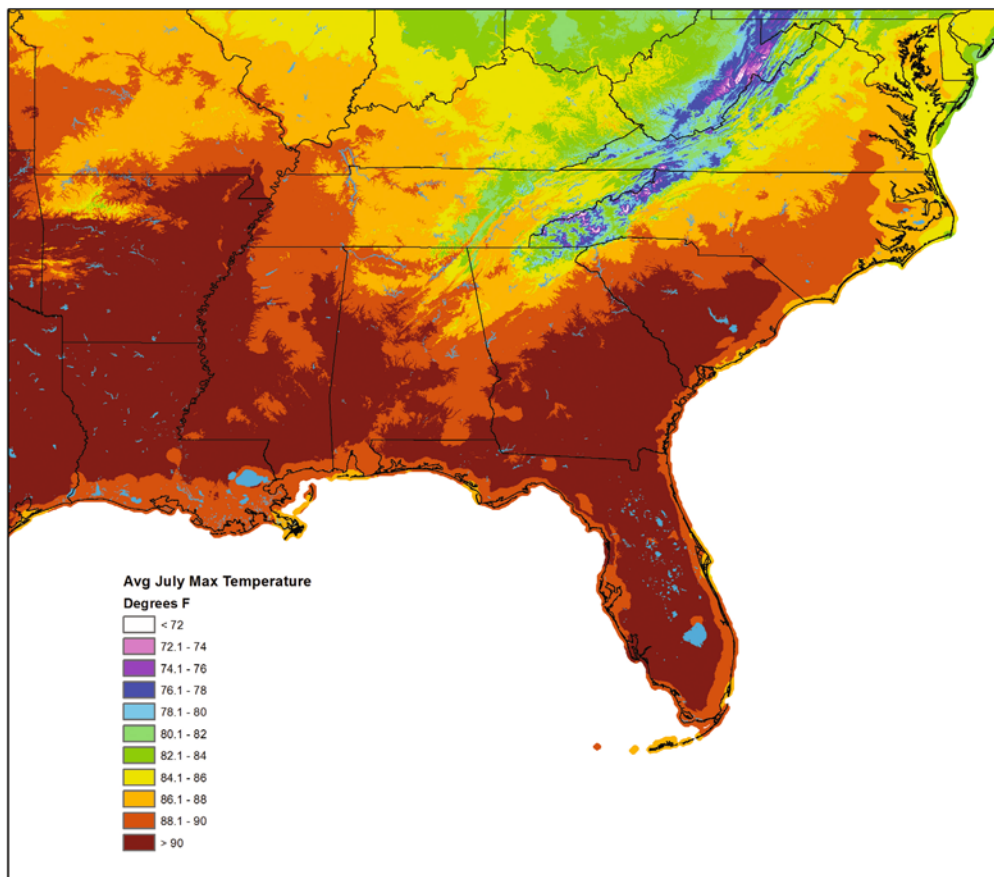 Avg July Max Temperature
Degrees F
< 72
72.1 - 74
74.1 - 76
76.1 - 78
78.1 - 80
80.1 - 82
82.1 - 84
84.1 - 86
86.1 - 88
88.1 - 90
> 90